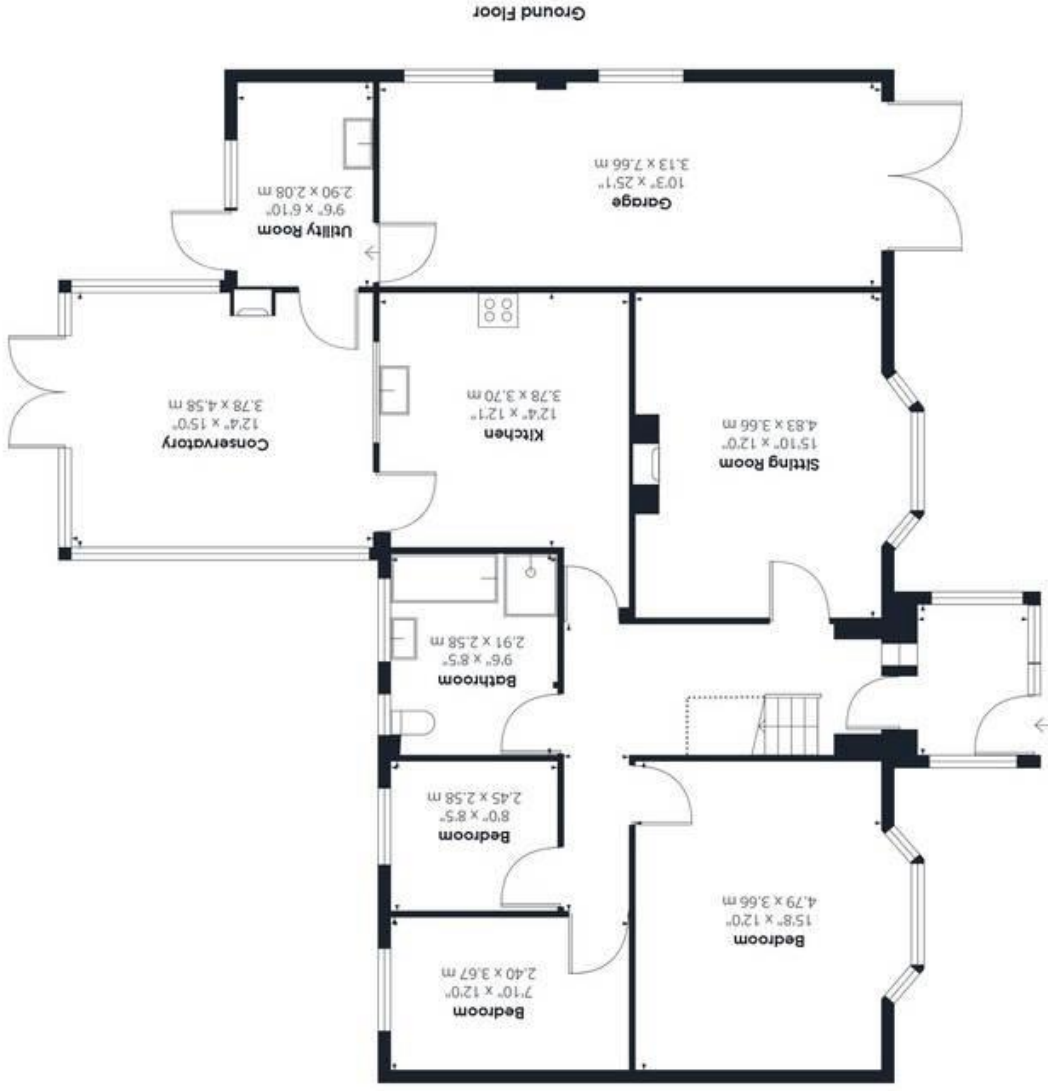 Bedroom
7'10" x 12'0"
2.40 x 3.67 m
Bedroom
15'8" x 12'0"
4.79 x 3.66 m
Bedroom
8'0" x 8'5"
2.45 x 2.58 m
Bathroom
9'6" x 8'5"
2.91 x 2.58 m
Sitting Room
15'10" x 12'0"
4.83 x 3.66 m
Conservatory
12'4" x 15'0"
3.78 x 4.58 m
Kitchen
12'4" x 12'1"
3.78 x 3.70 m
Utility Room
9'6" x 6'10"
2.90 x 2.08 m
Garage
10'3" x 25'1"
3.13 x 7.66 m
Ground Floor